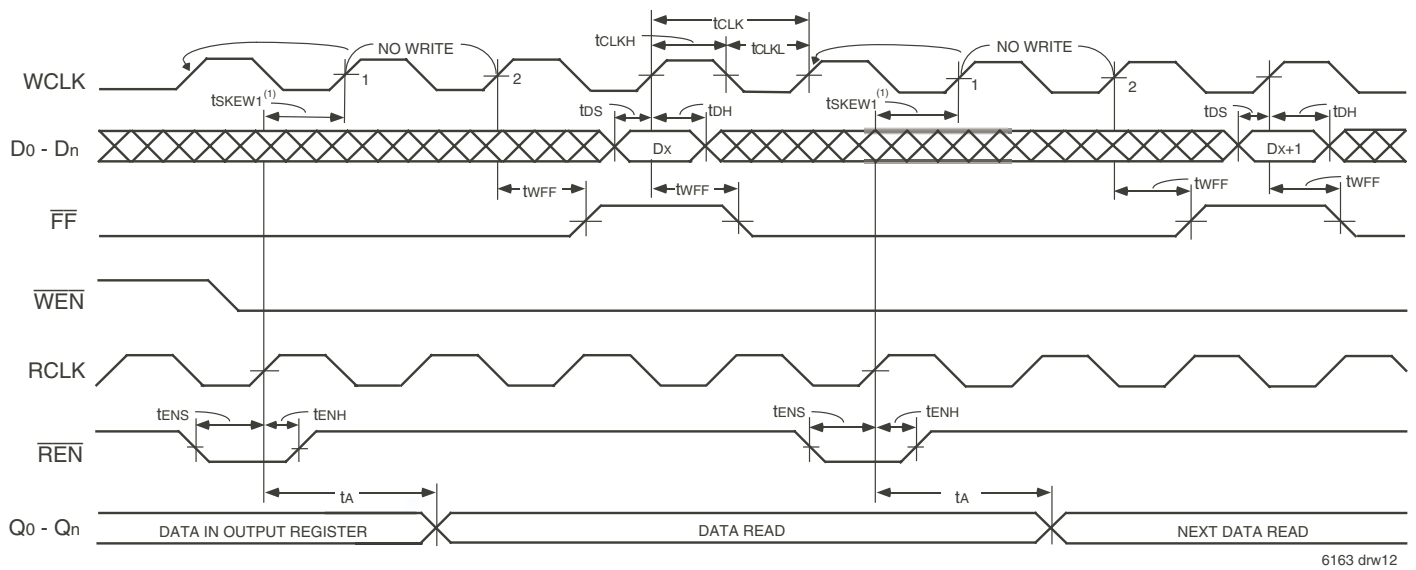 tCLK
tCLKH
tCLKL
NO WRITE
NO WRITE
WCLK
1
2
1
2
tSKEW1(1)
tDS
tDH
tSKEW1(1)
tDS
tDH
D0 - Dn
DX
DX+1
tWFF
tWFF
tWFF
tWFF
FF
WEN
RCLK
tENS
tENH
tENS
tENH
REN
tA
tA
Q0 - Qn
DATA IN OUTPUT REGISTER
DATA READ
NEXT DATA READ
6163 drw12